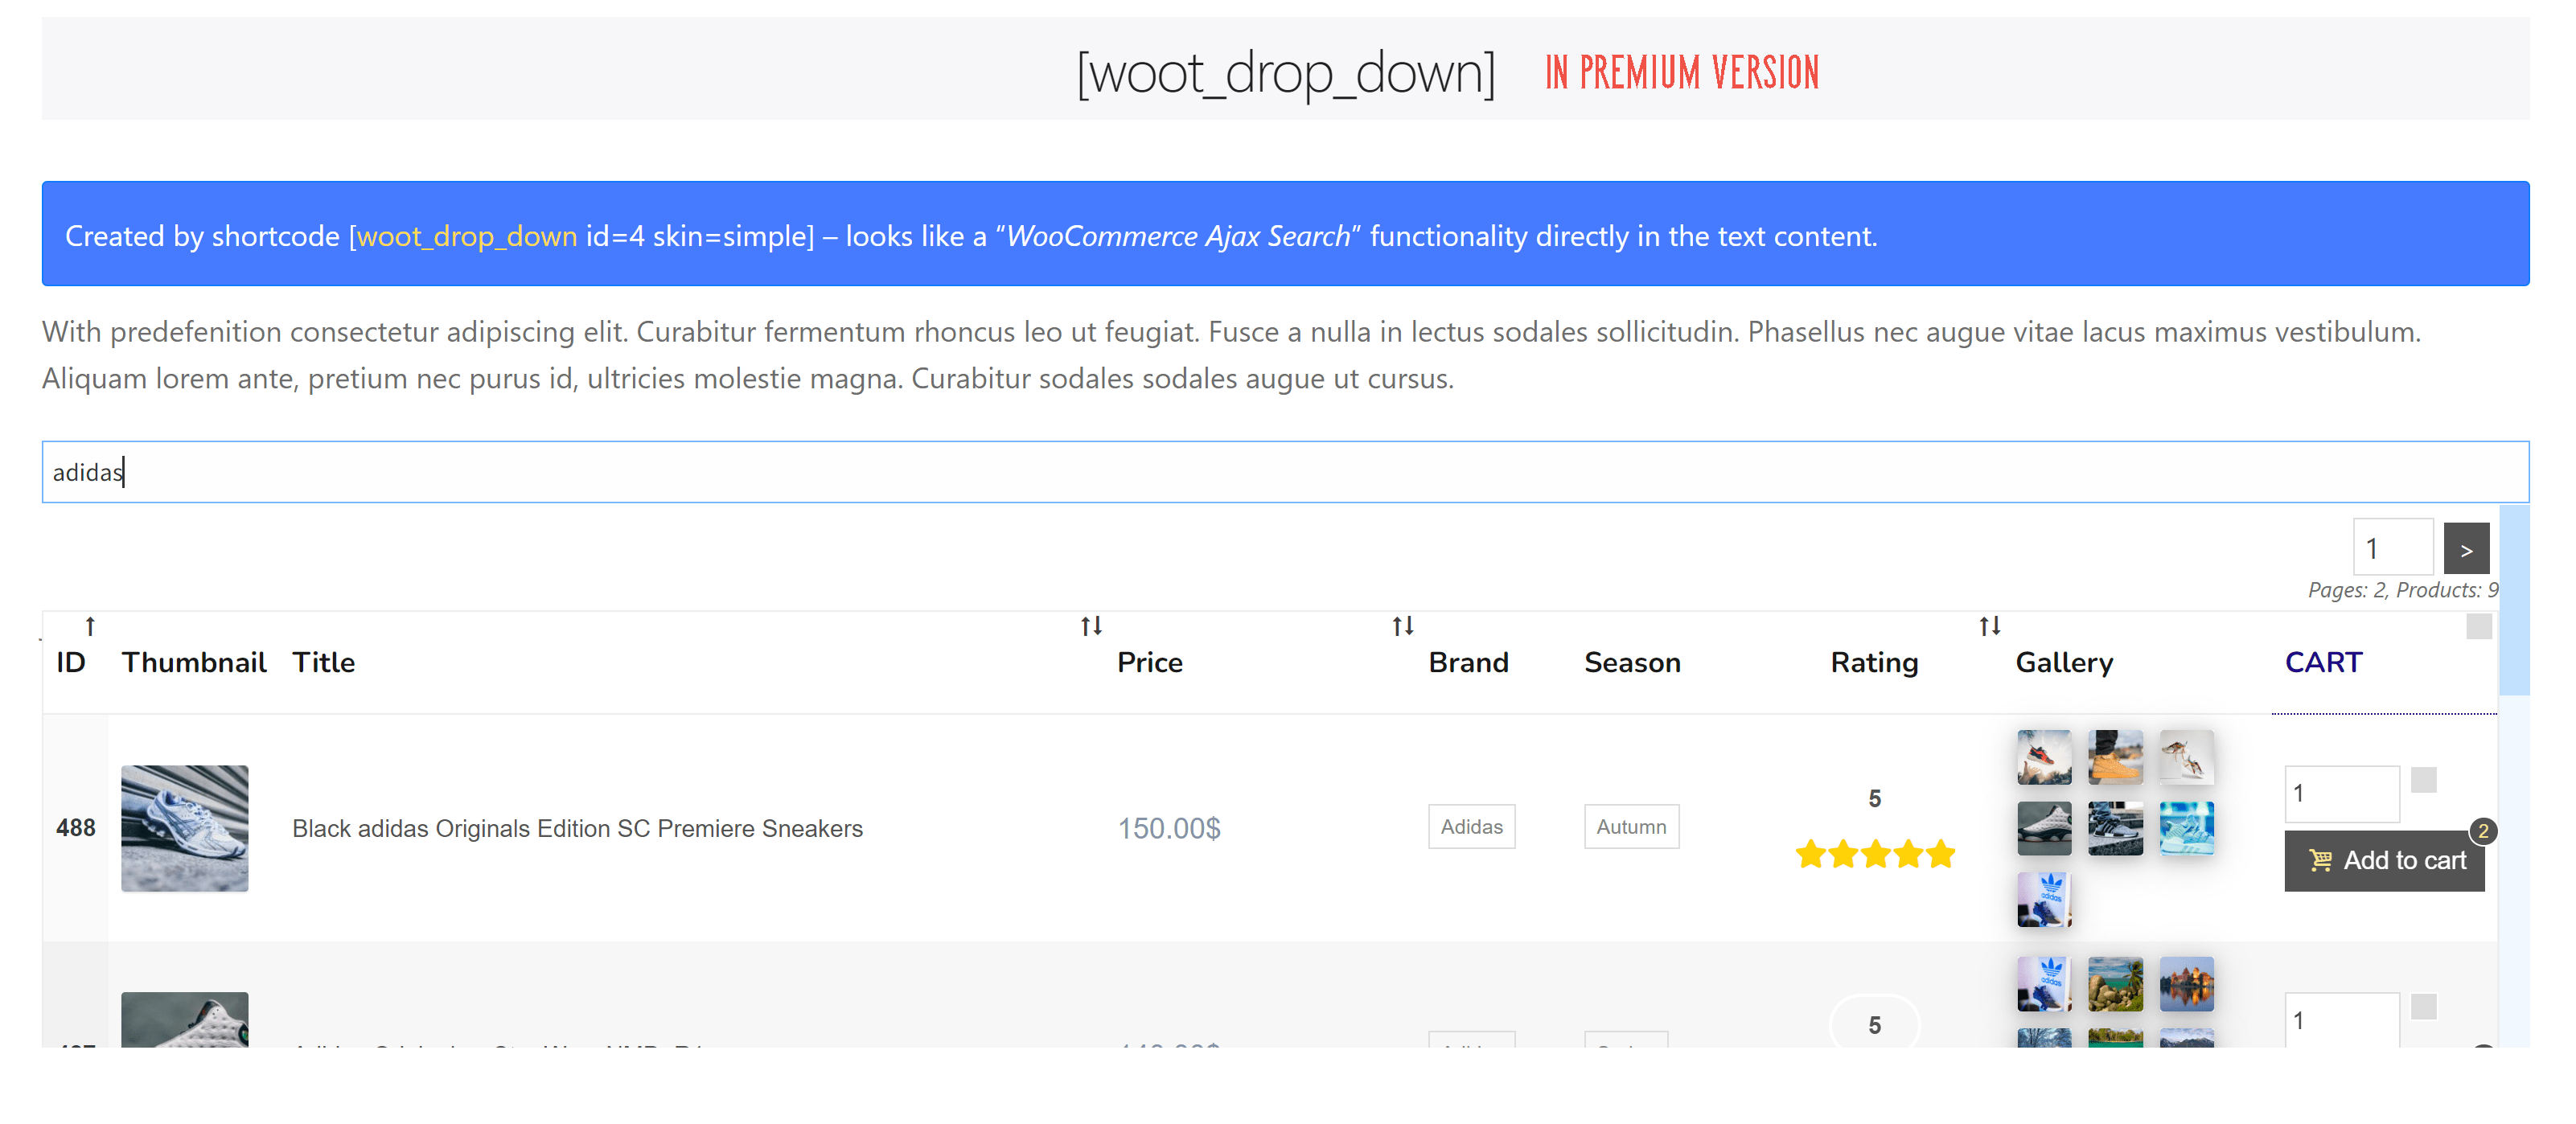 [woot_drop_down] IN PREMIUM VERSION
Created by shortcode [woot_drop_down id=4 skin=simple] – looks like a "WooCommerce Ajax Search" functionality directly in the text content.
With predefenition consectetur adipiscing elit. Curabitur fermentum rhoncus leo ut feugiat. Fusce a nulla in lectus sodales sollicitudin. Phasellus nec augue vitae lacus maximus vestibulum.
Aliquam lorem ante, pretium nec purus id, ultricies molestie magna. Curabitur sodales sodales augue ut cursus.
adidas
1 >
Pages: 2, Products: 9
ID Thumbnail Title Price Brand Season Rating Gallery CART
488 Black adidas Originals Edition SC Premiere Sneakers 150.00$ Adidas Autumn 5 1
2
Add to cart
5 1